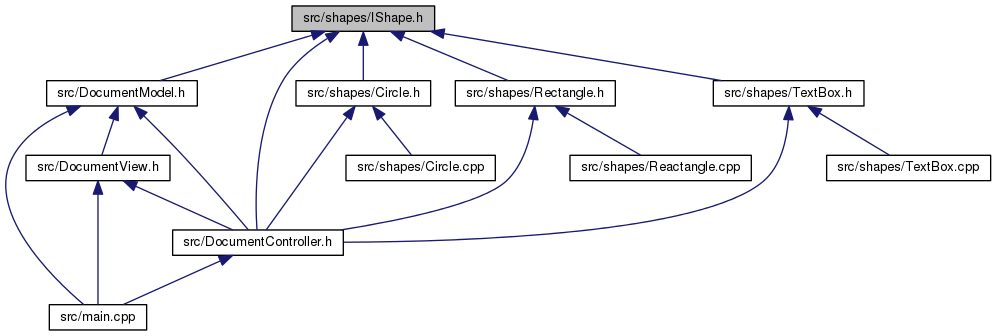 src/shapes/IShape.h
src/DocumentModel.h
src/shapes/Circle.h
src/shapes/Rectangle.h
src/shapes/TextBox.h
src/DocumentView.h
src/shapes/Circle.cpp
src/shapes/Reactangle.cpp
src/shapes/TextBox.cpp
src/DocumentController.h
src/main.cpp